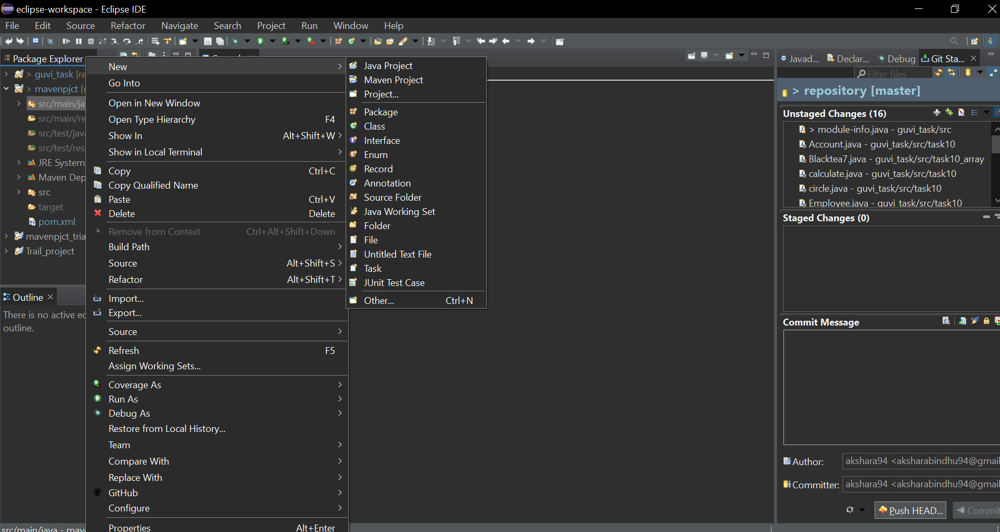 eclipse-workspace - Eclipse IDE
File Edit Source Refactor Navigate Search Project Run Window Help
Package Explorer
> guvi_task [re
> mavenpjct [r
src/main/ja
src/main/re
src/test/java
src/test/res
JRE System
Maven Dep
src
target
pom.xml
mavenpjct_tria
Trail_project
Outline
There is no active ed
outline.
New
Go Into
Open in New Window
Open Type Hierarchy F4
Show In Alt+Shift+W
Show in Local Terminal
Copy Ctrl+C
Copy Qualified Name
Paste Ctrl+V
Delete Delete
Remove from Context Ctrl+Alt+Shift+Down
Build Path
Source Alt+Shift+S
Refactor Alt+Shift+T
Import...
Export...
Source
Refresh F5
Assign Working Sets...
Coverage As
Run As
Debug As
Restore from Local History...
Team
Compare With
Replace With
GitHub
Configure
Properties Alt+Enter
Java Project
Maven Project
Project...
Package
Class
Interface
Enum
Record
Annotation
Source Folder
Java Working Set
Folder
File
Untitled Text File
Task
JUnit Test Case
Other... Ctrl+N
Javad... Declar... Debug Git Sta...
Filter files
> repository [master]
Unstaged Changes (16)
> module-info.java - guvi_task/src
Account.java - guvi_task/src/task10
Blacktea7.java - guvi_task/src/task10_array
calculate.java - guvi_task/src/task10
circle.java - guvi_task/src/task10
Employee.java - guvi_task/src/task10
Staged Changes (0)
Commit Message
Author: akshara94 <aksharabindhu94@gmail
Committer: akshara94 <aksharabindhu94@gmail
Push HEAD... Commit
src/main/java - mave